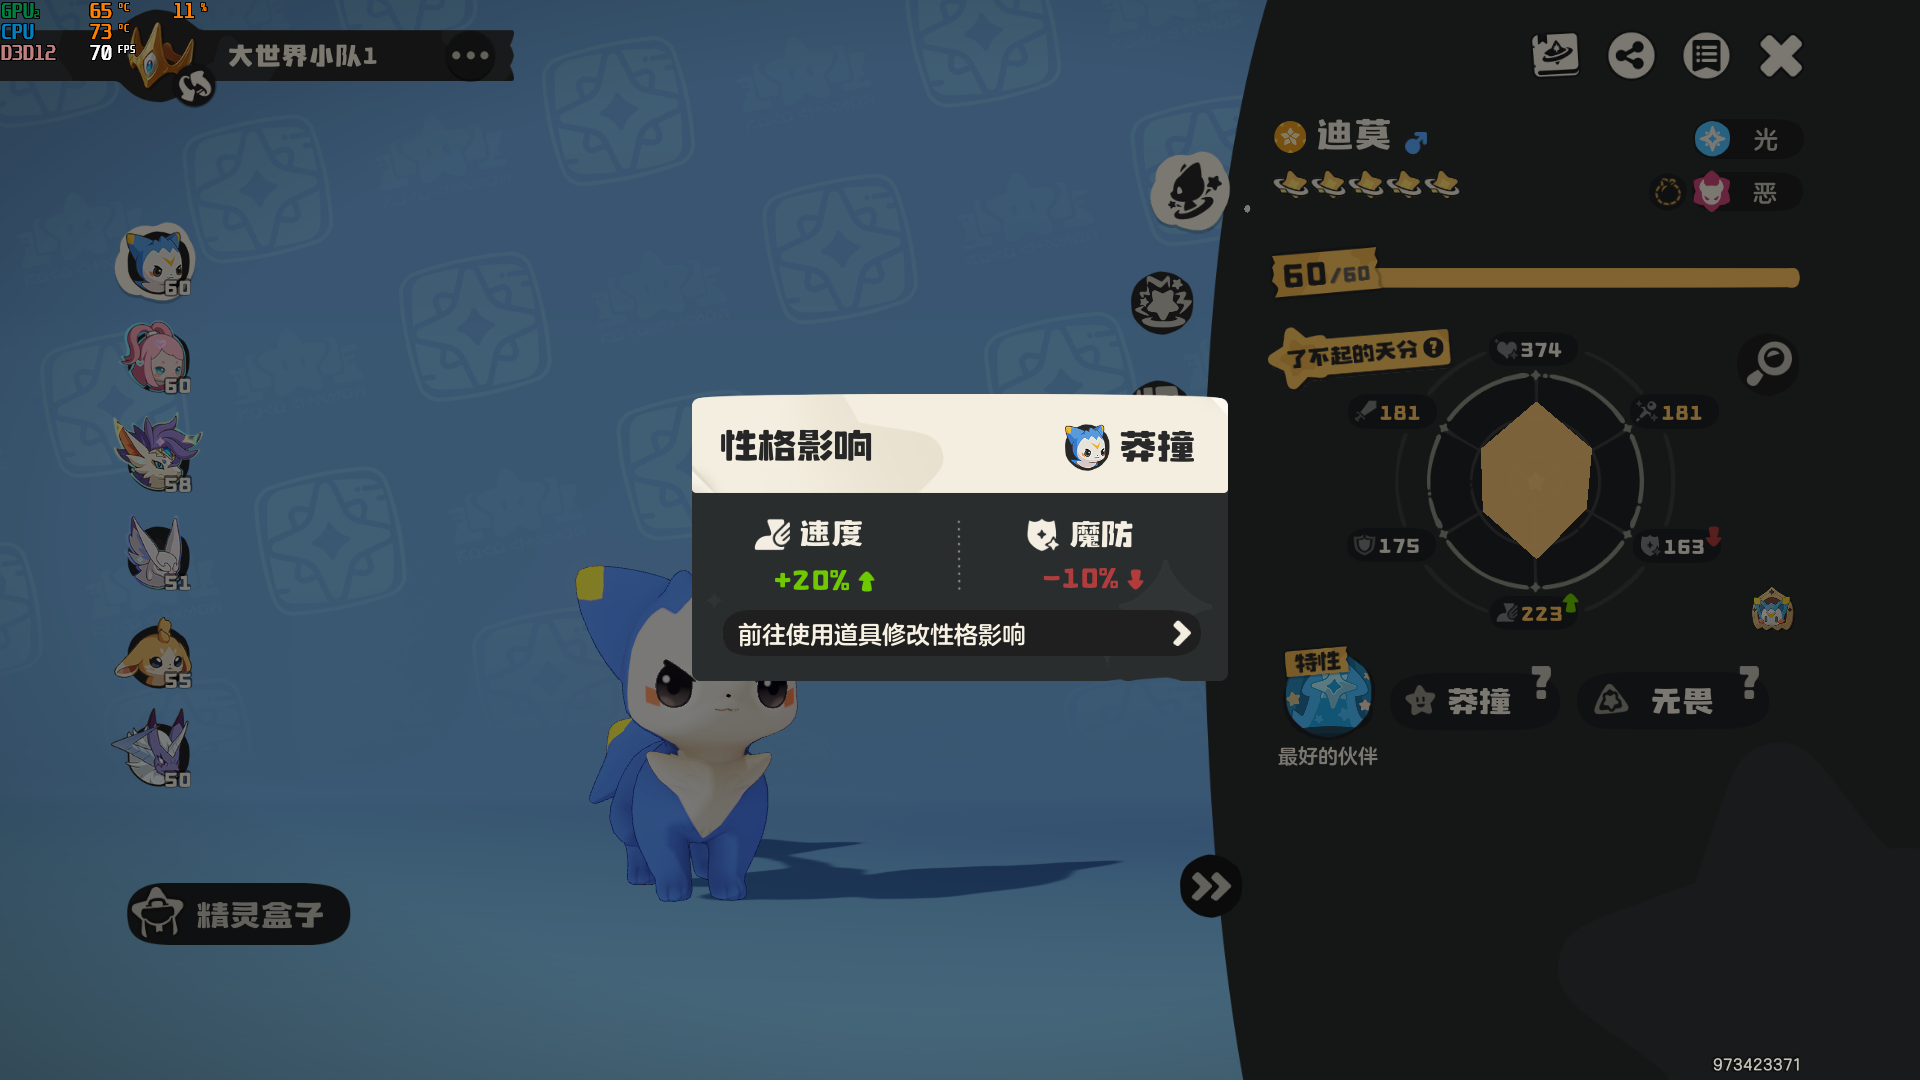 GPU₂ 65 °C 11 %
CPU 73 °C
D3D12 70 FPS
大世界小队1
迪莫
光
恶
60/60
了不起的天分
374
181
181
175
163
223
60
60
58
51
55
50
性格影响
莽撞
速度
魔防
+20%
-10%
前往使用道具修改性格影响
特性
莽撞 ?
无畏 ?
最好的伙伴
精灵盒子
973423371